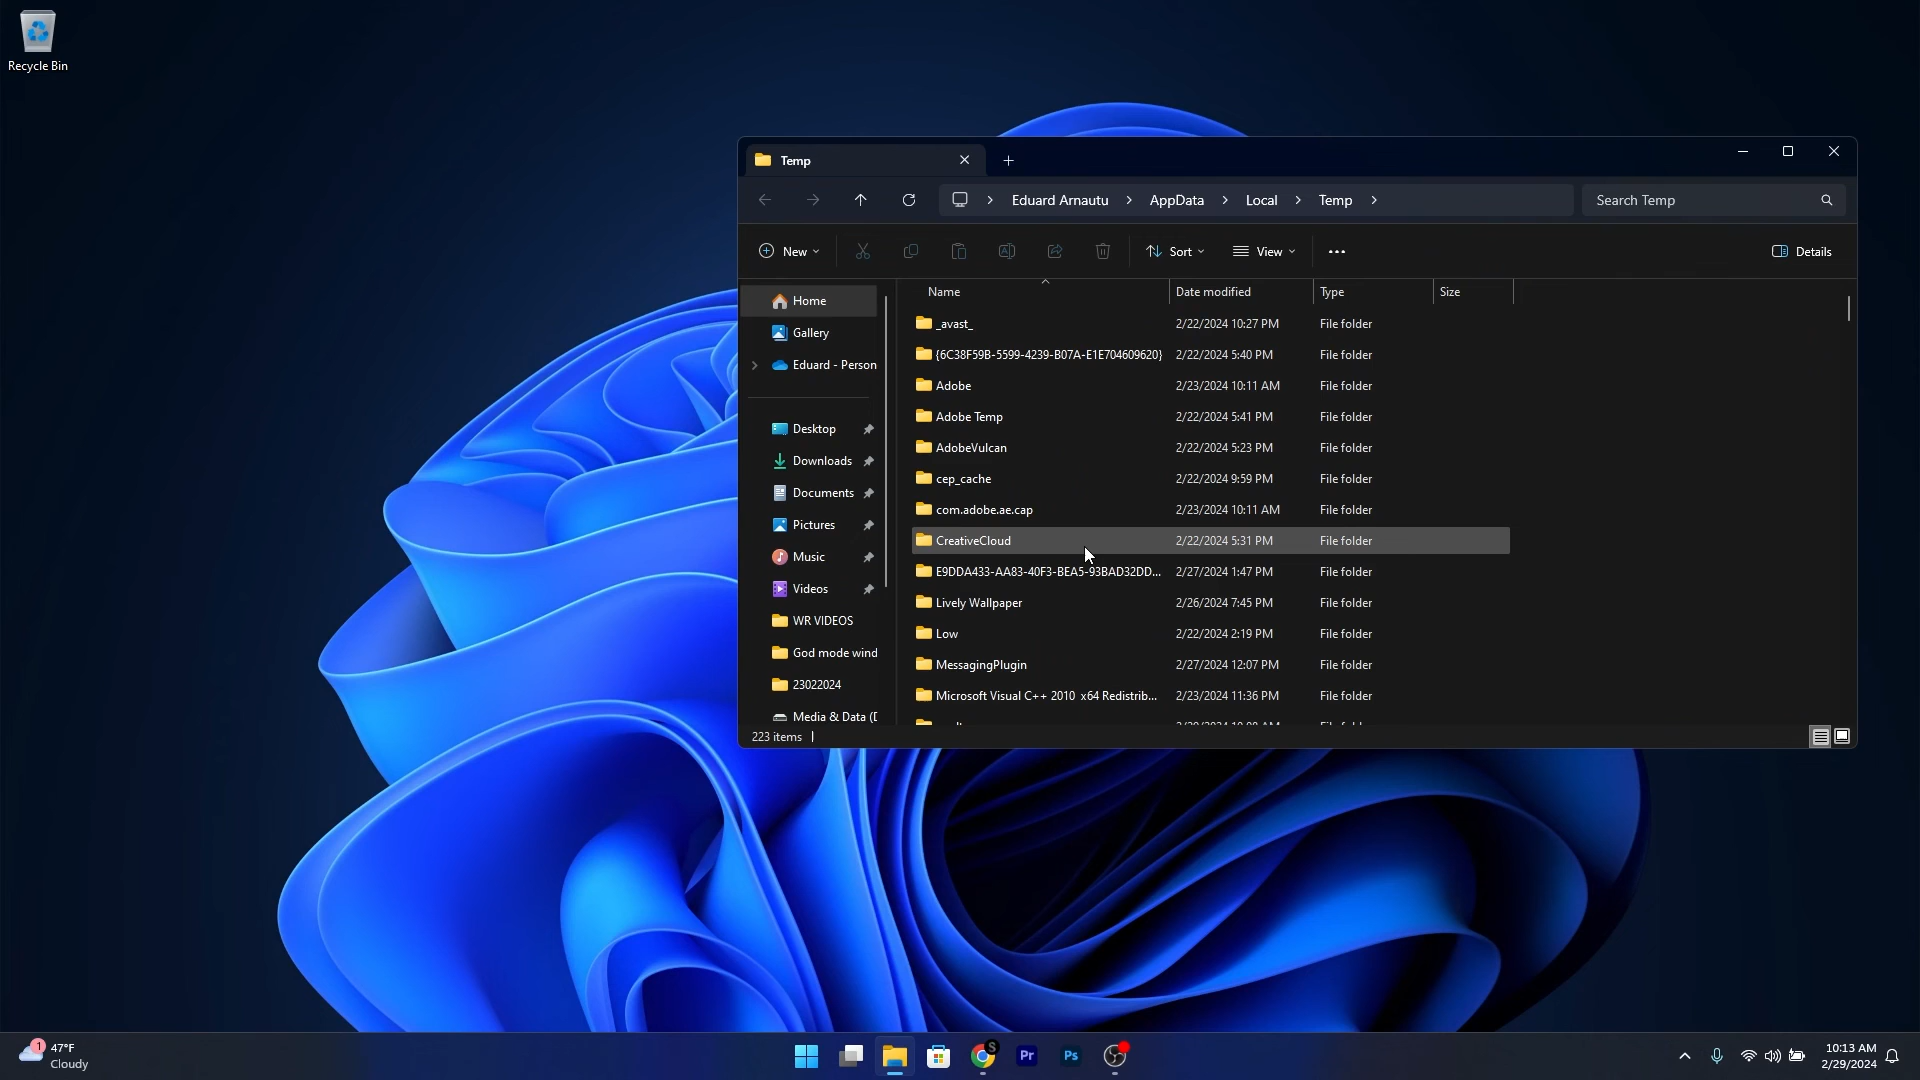 Recycle Bin
Temp
Eduard Arnautu
AppData
Local
Temp
Search Temp
New
Sort
View
Details
Name
Date modified
Type
Size
Home
Gallery
Eduard - Person
Desktop
Downloads
Documents
Pictures
Music
Videos
WR VIDEOS
God mode wind
23022024
Media & Data (D
_avast_ 2/22/2024 10:27 PM File folder
{6C38F59B-5599-4239-B07A-E1E704609620} 2/22/2024 5:40 PM File folder
Adobe 2/23/2024 10:11 AM File folder
Adobe Temp 2/22/2024 5:41 PM File folder
AdobeVulcan 2/22/2024 5:23 PM File folder
cep_cache 2/22/2024 9:59 PM File folder
com.adobe.ae.cap 2/23/2024 10:11 AM File folder
CreativeCloud 2/22/2024 5:31 PM File folder
E9DDA433-AA83-40F3-BEA5-93BAD32DD... 2/27/2024 1:47 PM File folder
Lively Wallpaper 2/26/2024 7:45 PM File folder
Low 2/22/2024 2:19 PM File folder
MessagingPlugin 2/27/2024 12:07 PM File folder
Microsoft Visual C++ 2010 x64 Redistrib... 2/23/2024 11:36 PM File folder
223 items
1
47°F
Cloudy
S
Pr
Ps
10:13 AM
2/29/2024